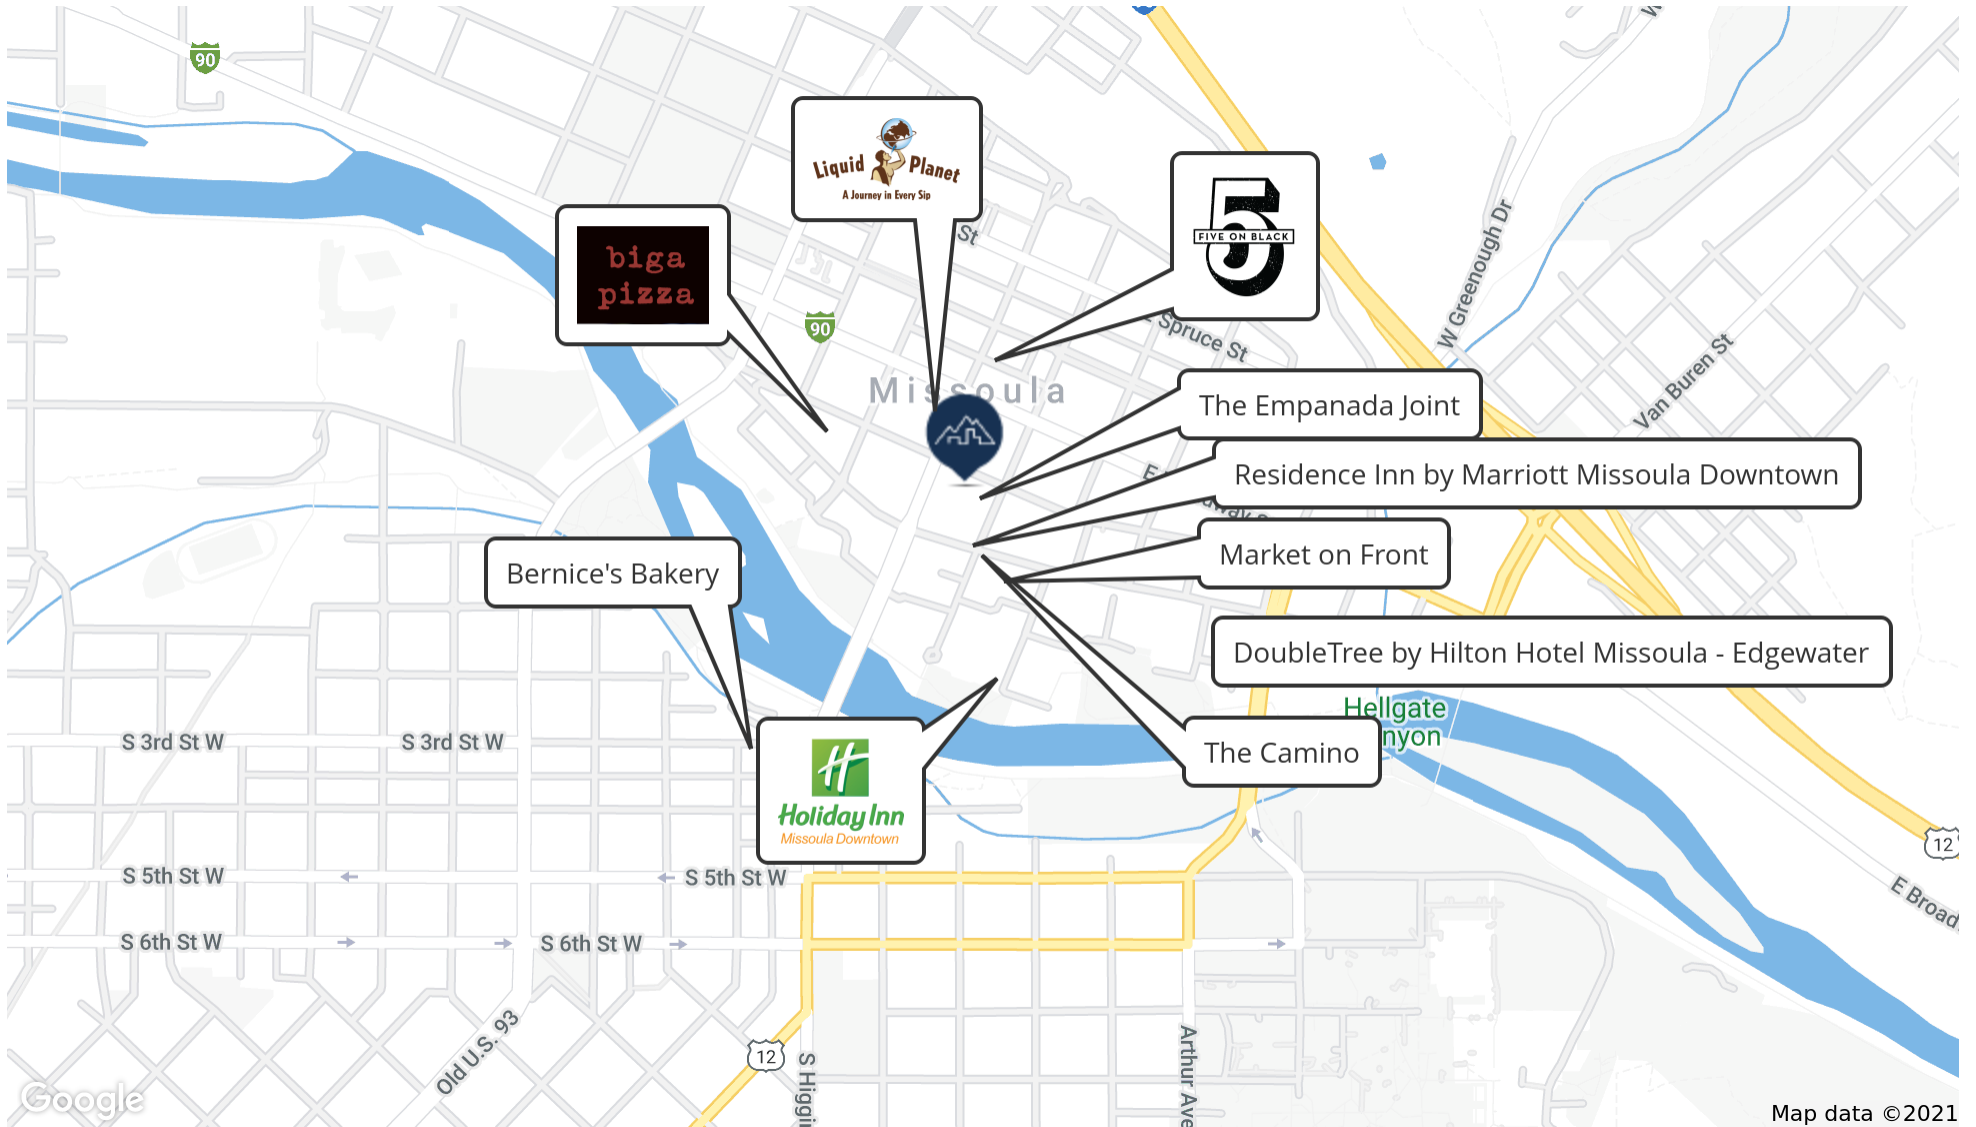 90
Liquid Planet
A Journey in Every Sip
5
FIVE ON BLACK
W Greenough Dr
biga
pizza
St
90
E Spruce St
Van Buren St
Missoula
The Empanada Joint
Residence Inn by Marriott Missoula Downtown
Market on Front
Bernice's Bakery
DoubleTree by Hilton Hotel Missoula - Edgewater
Hellgate
The Camino
S 3rd St W
S 3rd St W
H
Holiday Inn
Missoula Downtown
12
S 5th St W
S 5th St W
E Broad
S 6th St W
S 6th St W
Old U.S. 93
12
S Higgin
Arthur Ave
Google
Map data ©2021